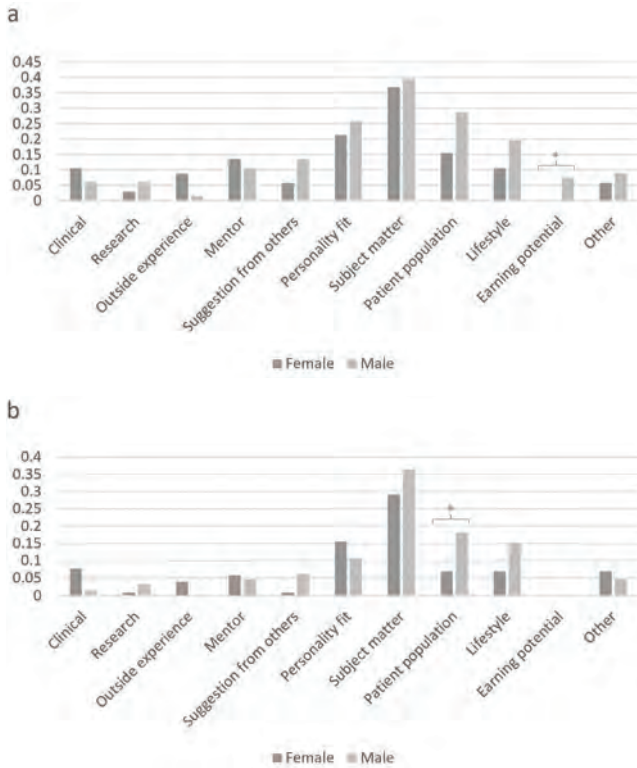 a
0.45
0.4
0.35
0.3
0.25
0.2
0.15
0.1
0.05
0
*
Clinical
Research
Outside experience
Mentor
Suggestion from others
Personality fit
Subject matter
Patient population
Lifestyle
Earning potential
Other
Female Male
b
0.4
0.35
0.3
0.25
0.2
0.15
0.1
0.05
0
*
Clinical
Research
Outside experience
Mentor
Suggestion from others
Personality fit
Subject matter
Patient population
Lifestyle
Earning potential
Other
Female Male